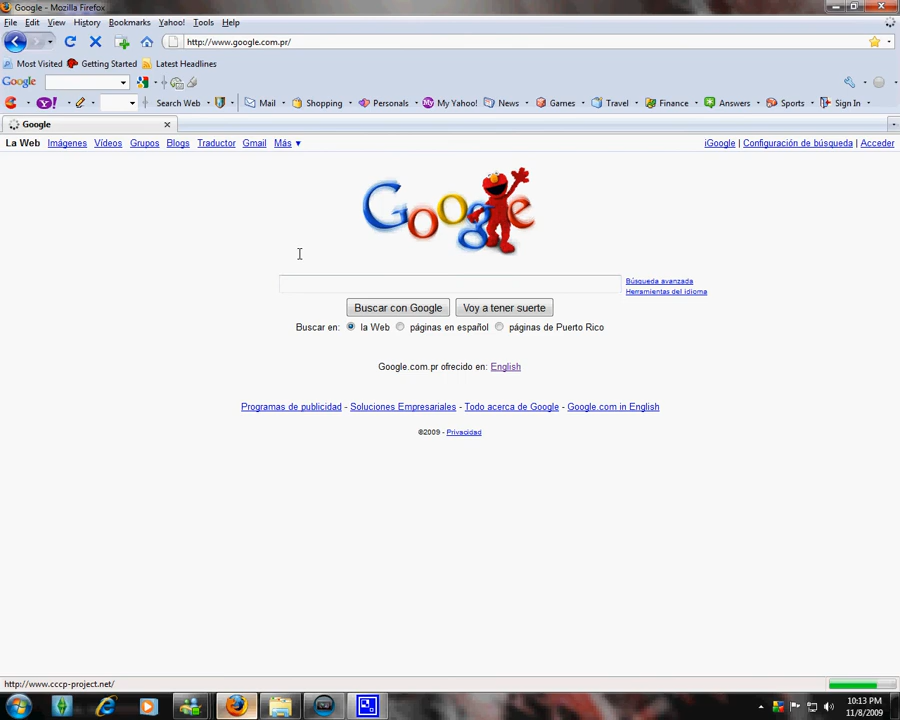 Google - Mozilla Firefox
File Edit View History Bookmarks Yahoo! Tools Help
http://www.google.com.pr/
Most Visited Getting Started Latest Headlines
Google
Y! Search Web Mail Shopping Personals My Yahoo! News Games Travel Finance Answers Sports Sign In
Google
La Web Imágenes Vídeos Grupos Blogs Traductor Gmail Más ▼ iGoogle | Configuración de búsqueda | Acceder
Google
Búsqueda avanzada
Herramientas del idioma
Buscar con Google Voy a tener suerte
Buscar en: la Web páginas en español páginas de Puerto Rico
Google.com.pr ofrecido en: English
Programas de publicidad - Soluciones Empresariales - Todo acerca de Google - Google.com in English
©2009 - Privacidad
http://www.cccp-project.net/
10:13 PM
11/8/2009